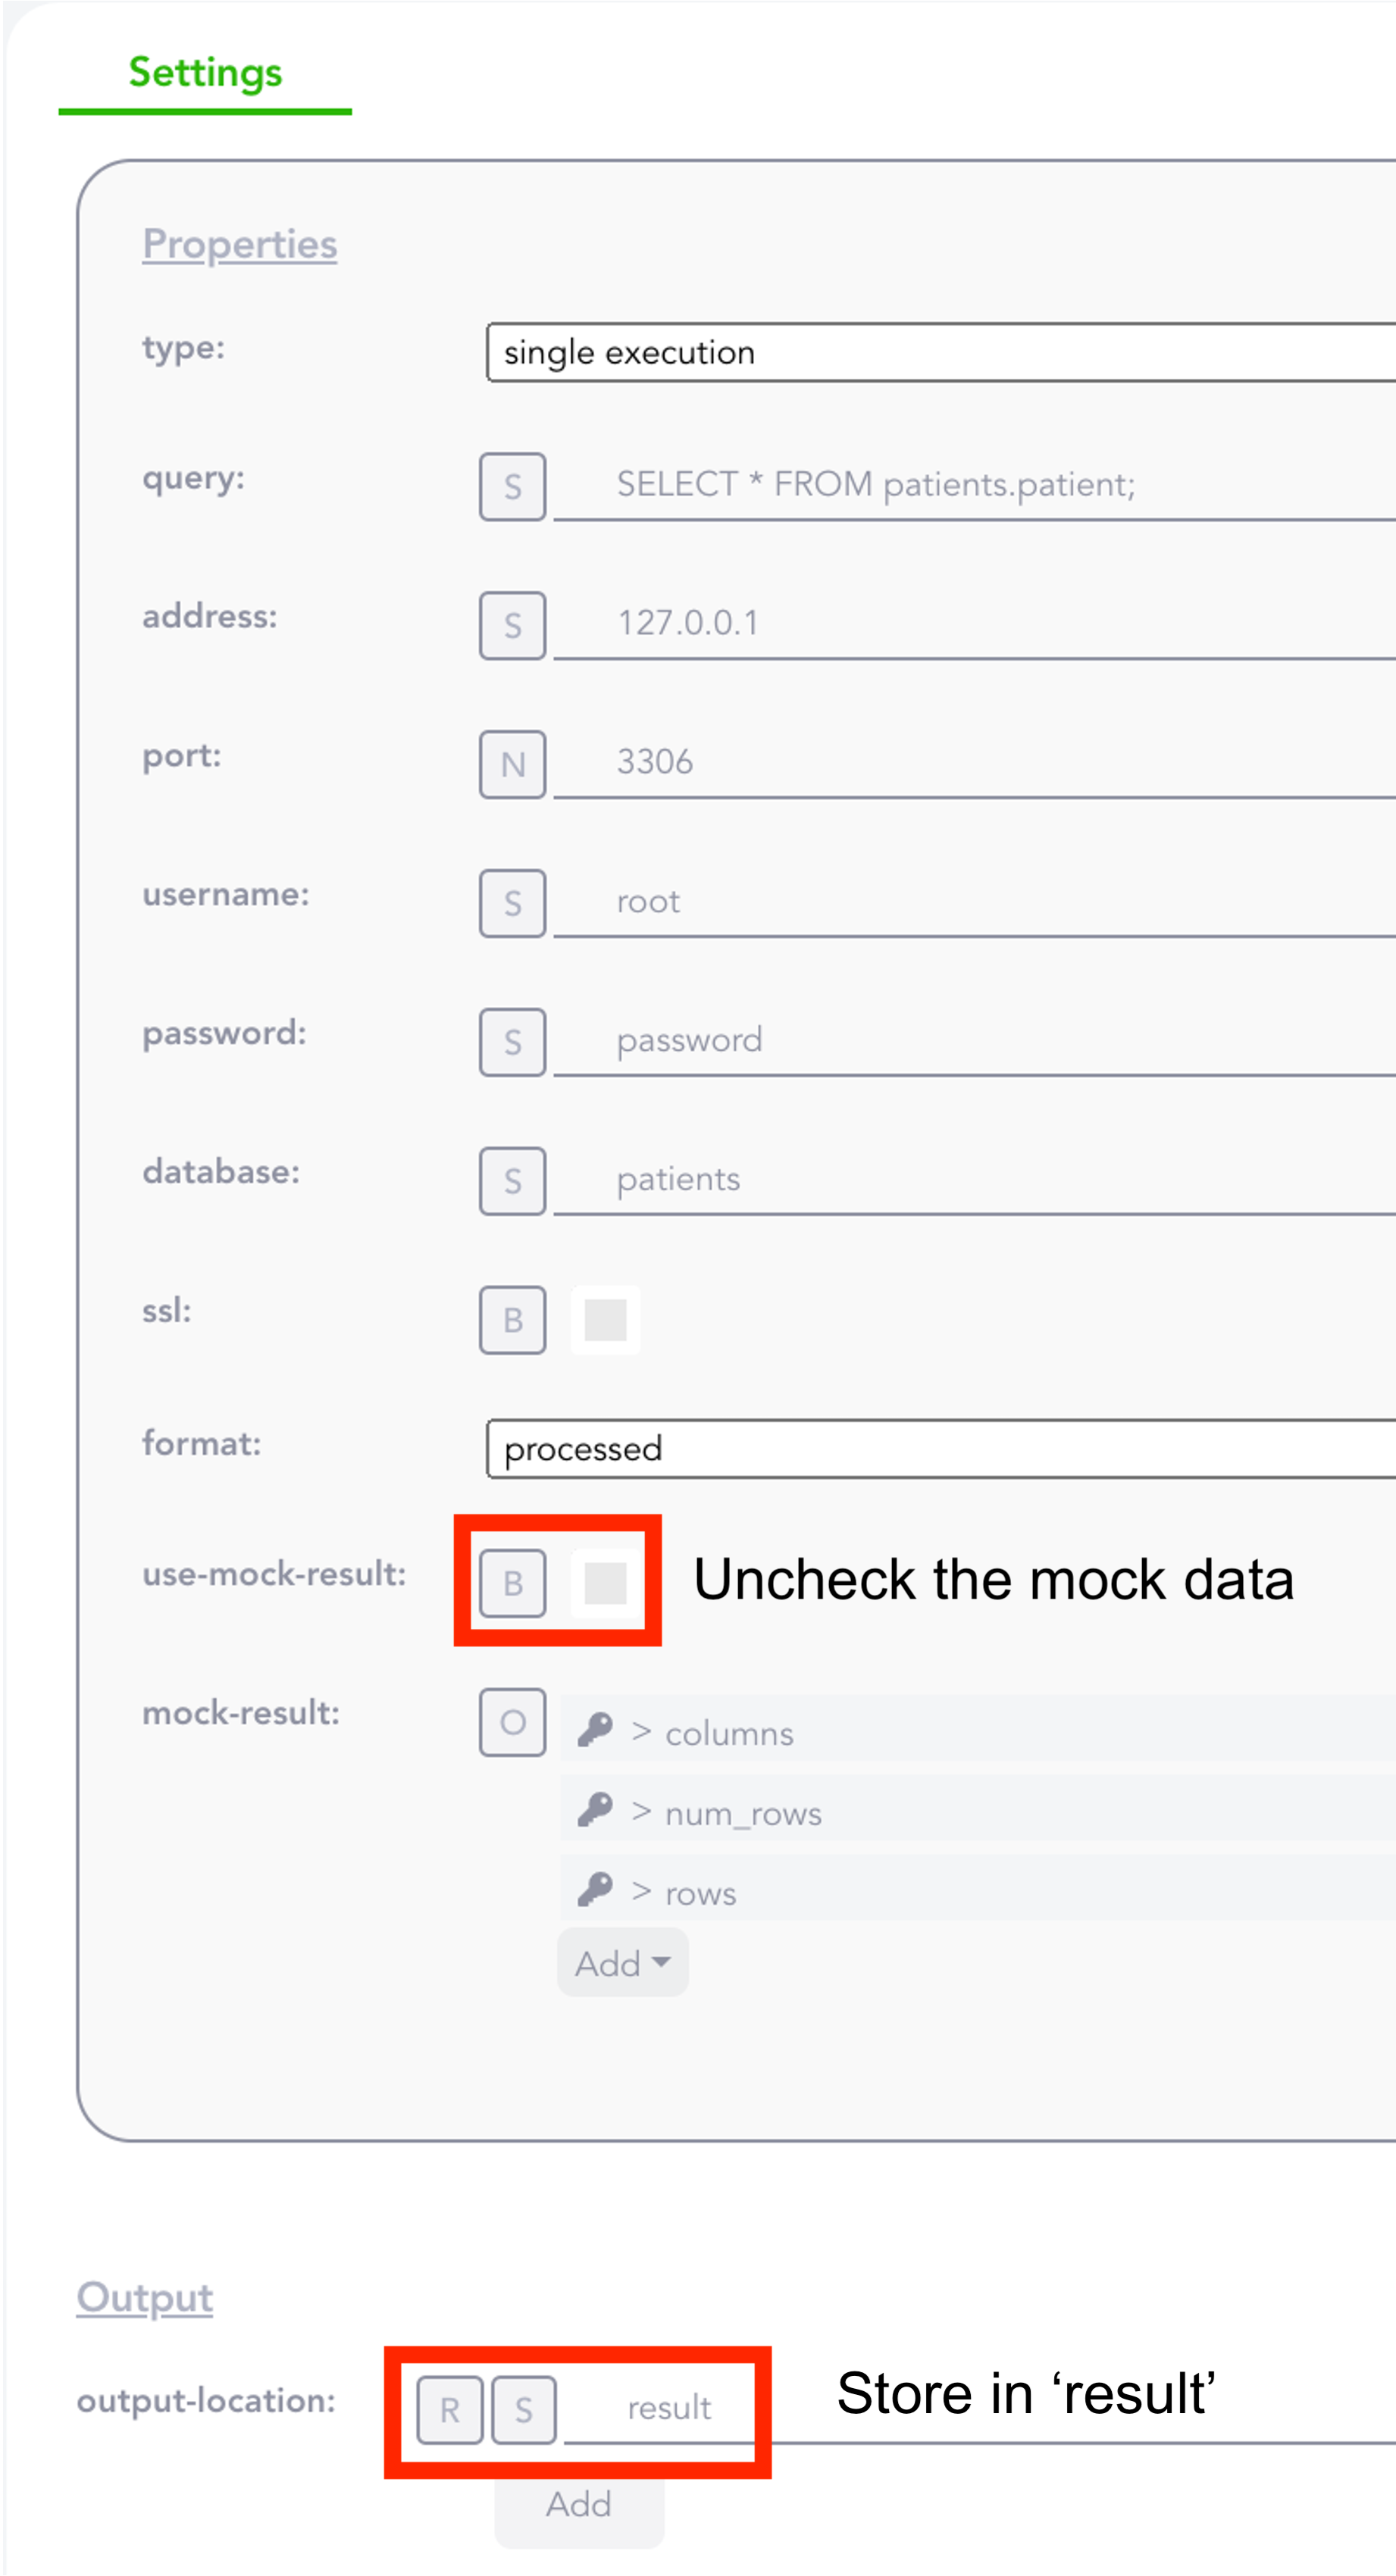 Settings
Properties
type: single execution
query: S SELECT * FROM patients.patient;
address: S 127.0.0.1
port: N 3306
username: S root
password: S password
database: S patients
ssl: B
format: processed
use-mock-result: B Uncheck the mock data
mock-result: O > columns
> num_rows
> rows
Add
Output
output-location: R S result Store in ‘result’
Add